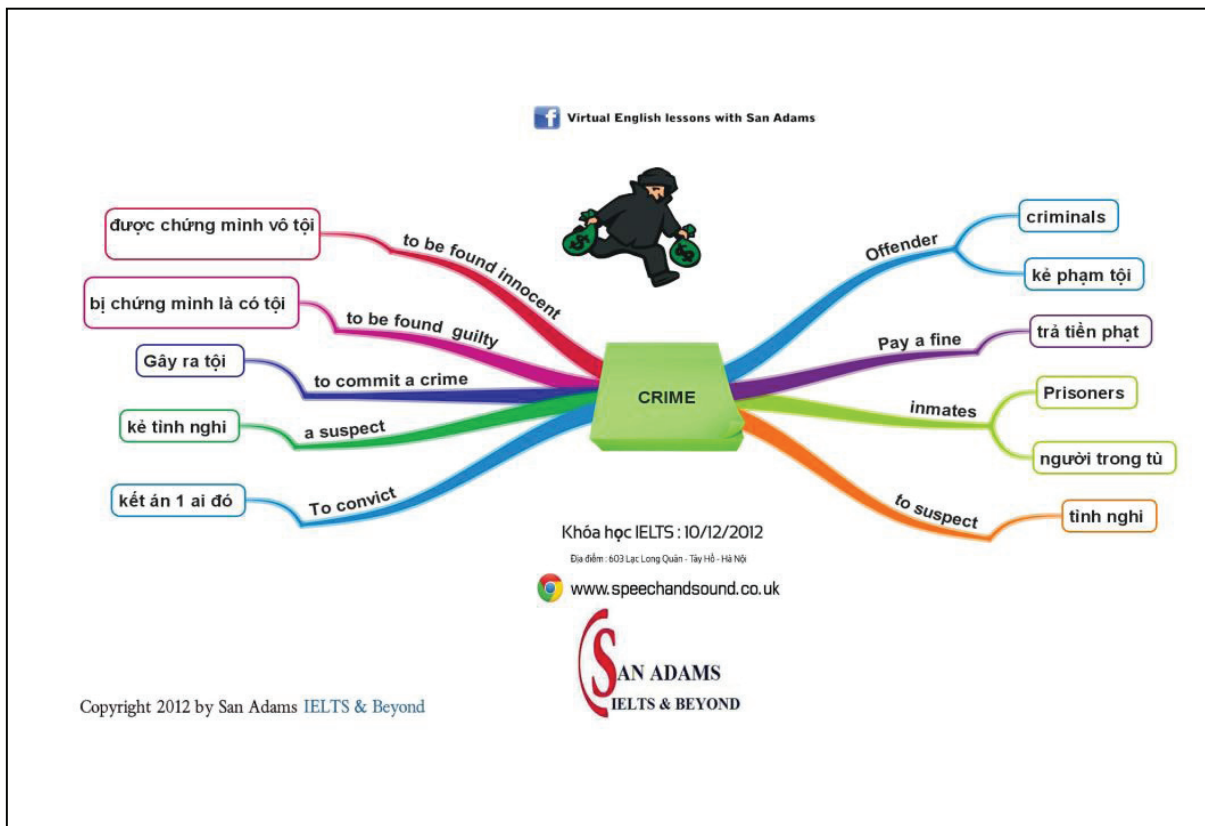 Virtual English lessons with San Adams
được chứng minh vô tội
to be found innocent
bị chứng minh là có tội
to be found guilty
Gây ra tội
to commit a crime
kẻ tình nghi
a suspect
kết án 1 ai đó
To convict
CRIME
Offender
criminals
kẻ phạm tội
Pay a fine
trả tiền phạt
inmates
Prisoners
người trong tù
to suspect
tình nghi
Khóa học IELTS : 10/12/2012
Địa điểm : 603 Lạc Long Quân - Tây Hồ - Hà Nội
www.speechandsound.co.uk
SAN ADAMS
IELTS & BEYOND
Copyright 2012 by San Adams IELTS & Beyond